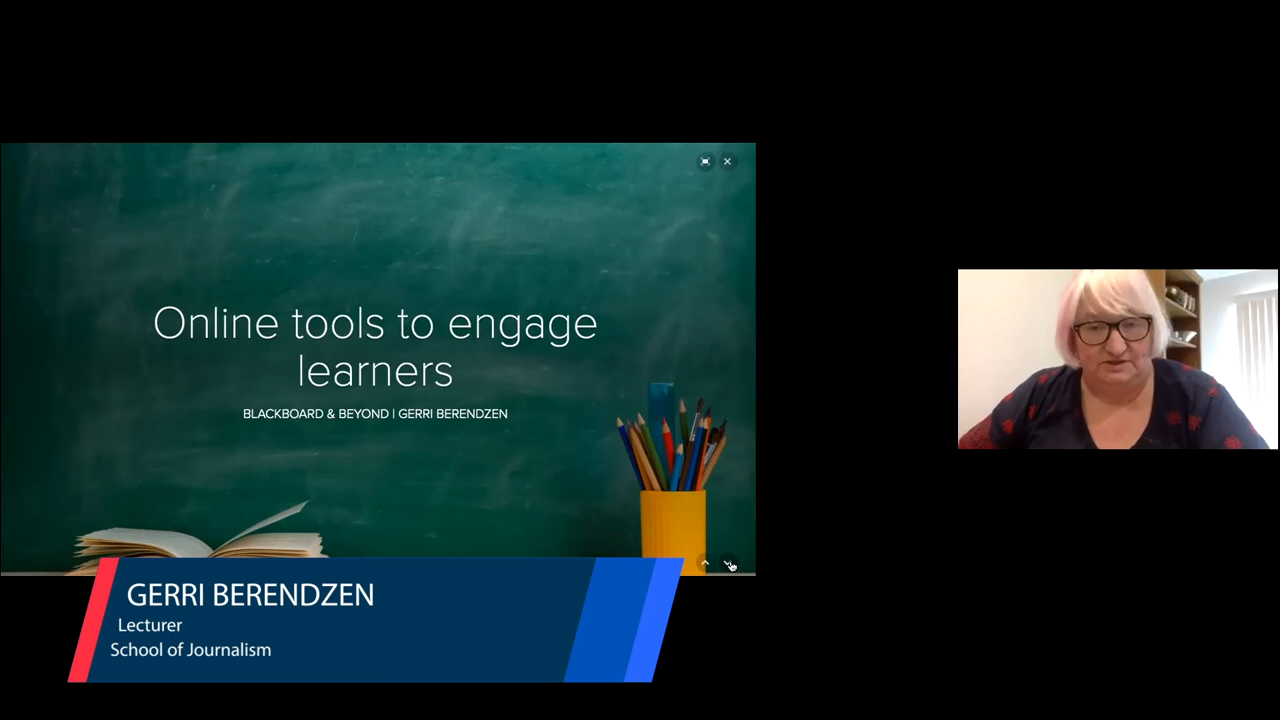 Online tools to engage
learners
BLACKBOARD & BEYOND | GERRI BERENDZEN
GERRI BERENDZEN
Lecturer
School of Journalism